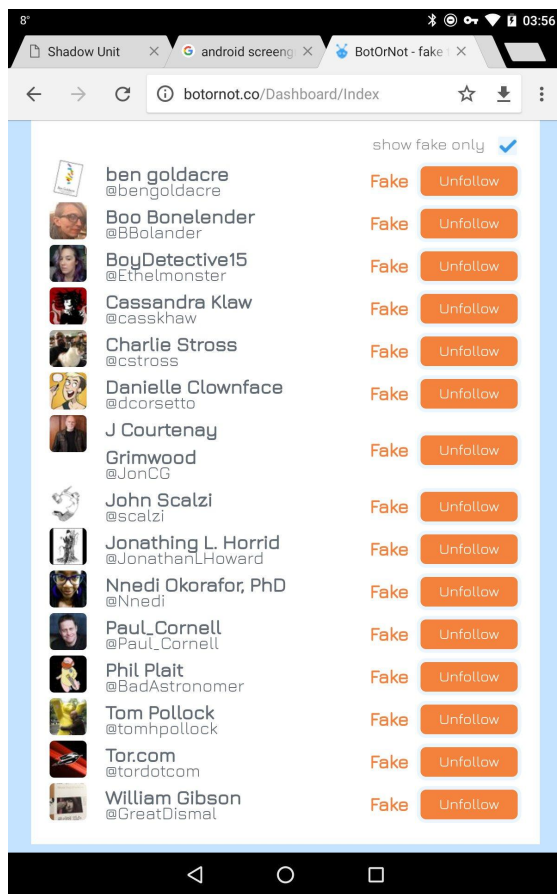 8°
03:56
Shadow Unit
android screeng
BotOrNot - fake f
botornot.co/Dashboard/Index
show fake only
ben goldacre
@bengoldacre
Fake Unfollow
Boo Bonelender
@BBolander
Fake Unfollow
BoyDetective15
@Ethelmonster
Fake Unfollow
Cassandra Klaw
@casskhaw
Fake Unfollow
Charlie Stross
@cstross
Fake Unfollow
Danielle Clownface
@dcorsetto
Fake Unfollow
J Courtenay
Grimwood
@JonCG
Fake Unfollow
John Scalzi
@scalzi
Fake Unfollow
Jonathing L. Horrid
@JonathanLHoward
Fake Unfollow
Nnedi Okorafor, PhD
@Nnedi
Fake Unfollow
Paul_Cornell
@Paul_Cornell
Fake Unfollow
Phil Plait
@BadAstronomer
Fake Unfollow
Tom Pollock
@tomhpollock
Fake Unfollow
Tor.com
@tordotcom
Fake Unfollow
William Gibson
@GreatDismal
Fake Unfollow